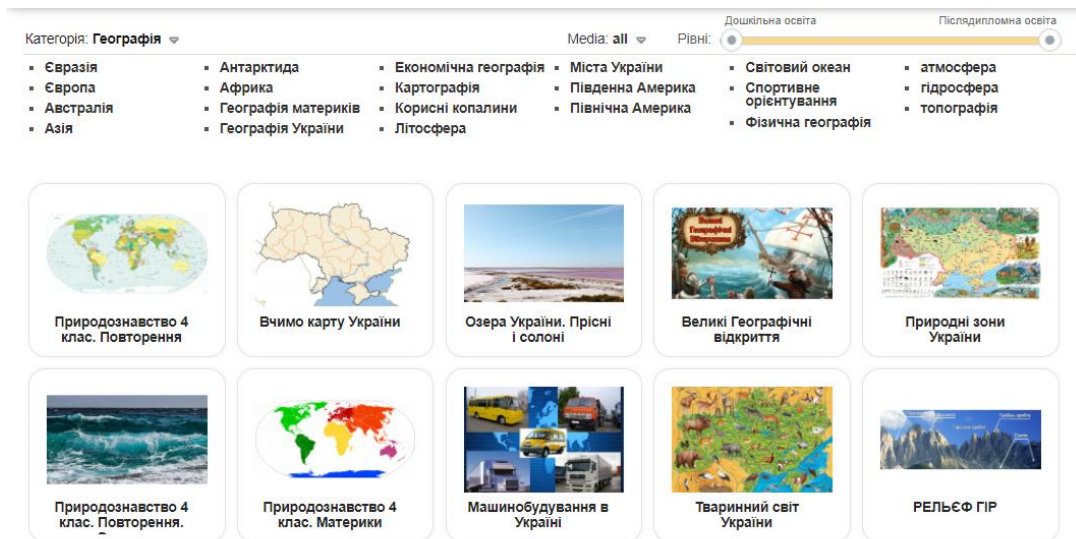 Дошкільна освіта
Післядипломна освіта
Категорія: Географія
Media: all
Рівні:
Євразія
Європа
Австралія
Азія
Антарктида
Африка
Географія материків
Географія України
Економічна географія
Картографія
Корисні копалини
Літосфера
Міста України
Південна Америка
Північна Америка
Світовий океан
Спортивне
орієнтування
Фізична географія
атмосфера
гідросфера
топографія
Великі
Географічні
Природознавство 4
клас. Повторення
Вчимо карту України
Озера України. Прісні
і солоні
Великі Географічні
відкриття
Природні зони
України
Природознавство 4
клас. Повторення.
Природознавство 4
клас. Материки
Машинобудування в
Україні
Тваринний світ
України
РЕЛЬЄФ ГІР